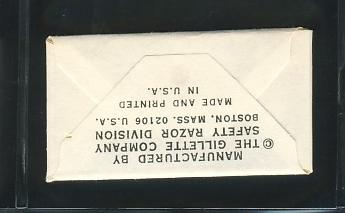 MANUFACTURED BY
© THE GILLETTE COMPANY
SAFETY RAZOR DIVISION
BOSTON, MASS. 02106 U.S.A.
MADE AND PRINTED
IN U.S.A.